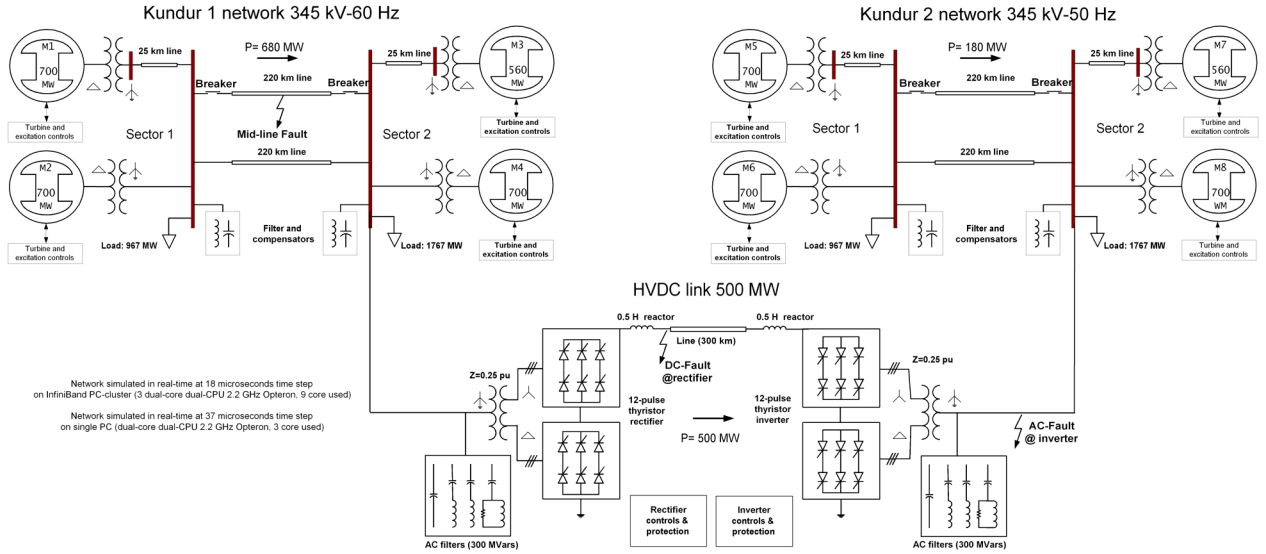 Kundur 1 network 345 kV-60 Hz
Kundur 2 network 345 kV-50 Hz
M1
700
MW
25 km line
P= 680 MW
220 km line
Breaker
Breaker
25 km line
M3
560
MW
Turbine and
excitation controls
Sector 1
Mid-line Fault
Sector 2
Turbine and
excitation controls
220 km line
M2
700
MW
M4
700
MW
Load: 967 MW
Filter and
compensators
Load: 1767 MW
Turbine and
excitation controls
Turbine and
excitation controls
M5
700
MW
25 km line
P= 180 MW
220 km line
Breaker
Breaker
25 km line
M7
560
MW
Turbine and
excitation controls
Sector 1
Sector 2
Turbine and
excitation controls
220 km line
M6
700
MW
M8
700
WM
Load: 967 MW
Filter and
compensators
Load: 1767 MW
Turbine and
excitation controls
Turbine and
excitation controls
HVDC link 500 MW
0.5 H reactor
0.5 H reactor
Line (300 km)
Z=0.25 pu
DC-Fault
@rectifier
Z=0.25 pu
12-pulse
thyristor
rectifier
12-pulse
thyristor
inverter
P= 500 MW
AC-Fault
@ inverter
Network simulated in real-time at 18 microseconds time step
on InfiniBand PC-cluster (3 dual-core dual-CPU 2.2 GHz Opteron, 9 core used)
Network simulated in real-time at 37 microseconds time step
on single PC (dual-core dual-CPU 2.2 GHz Opteron, 3 core used)
Rectifier
controls &
protection
Inverter
controls &
protection
AC filters (300 MVars)
AC filters (300 MVars)